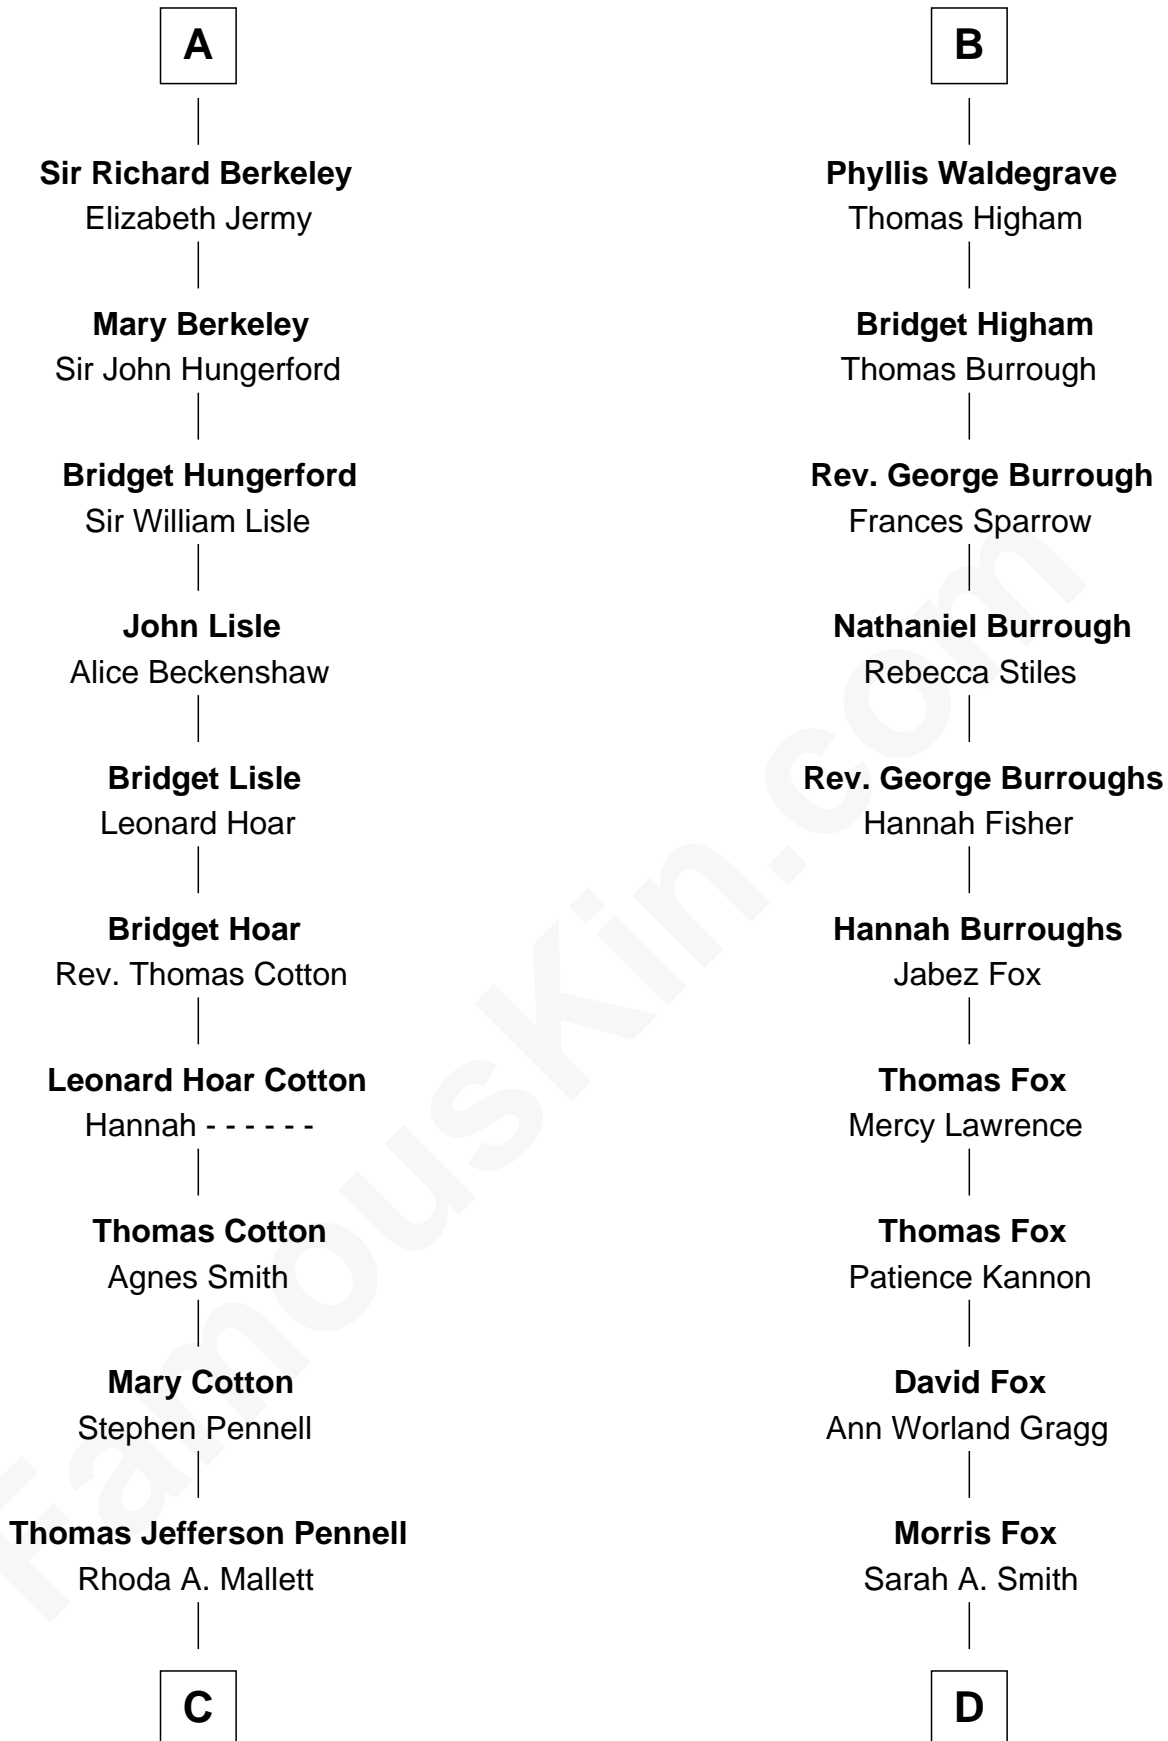 A
Sir Richard Berkeley
Elizabeth Jermy
Mary Berkeley
Sir John Hungerford
Bridget Hungerford
Sir William Lisle
John Lisle
Alice Beckenshaw
Bridget Lisle
Leonard Hoar
Bridget Hoar
Rev. Thomas Cotton
Leonard Hoar Cotton
Hannah - - - - - -
Thomas Cotton
Agnes Smith
Mary Cotton
Stephen Pennell
Thomas Jefferson Pennell
Rhoda A. Mallett
C
B
Phyllis Waldegrave
Thomas Higham
Bridget Higham
Thomas Burrough
Rev. George Burrough
Frances Sparrow
Nathaniel Burrough
Rebecca Stiles
Rev. George Burroughs
Hannah Fisher
Hannah Burroughs
Jabez Fox
Thomas Fox
Mercy Lawrence
Thomas Fox
Patience Kannon
David Fox
Ann Worland Gragg
Morris Fox
Sarah A. Smith
D
FamousKin.com